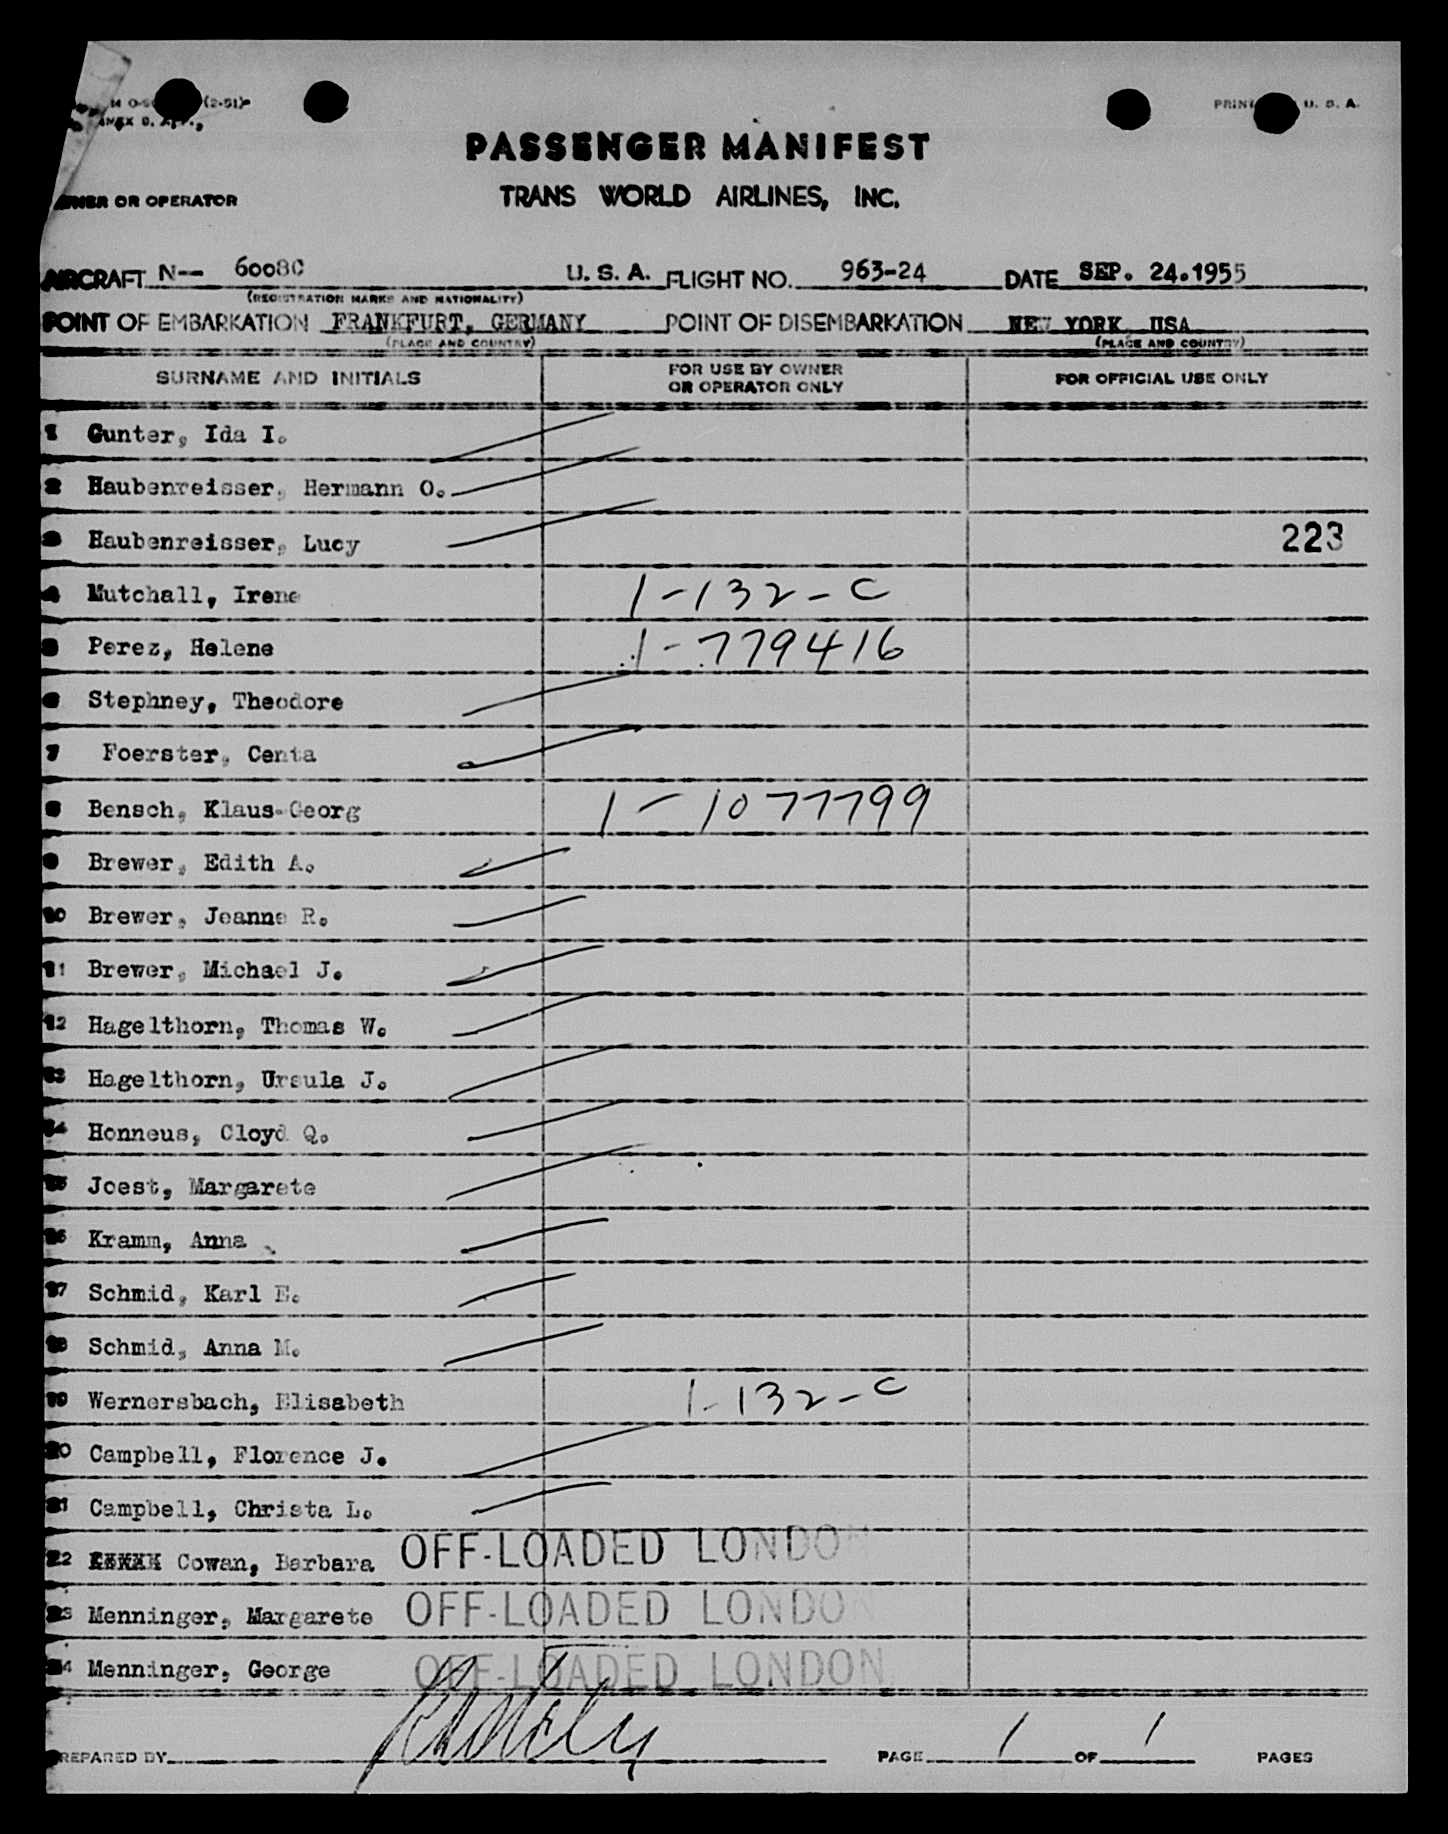 (2-51)
PRIN U. S. A.
PASSENGER MANIFEST
OR OPERATOR
TRANS WORLD AIRLINES, INC.
AIRCRAFT N-- 6008C U. S. A. FLIGHT NO. 963-24 DATE SEP. 24.1955
(REGISTRATION MARKS AND NATIONALITY)
POINT OF EMBARKATION FRANKFURT, GERMANY POINT OF DISEMBARKATION NEW YORK USA
(PLACE AND COUNTRY) (PLACE AND COUNTRY)
SURNAME AND INITIALS FOR USE BY OWNER OR OPERATOR ONLY FOR OFFICIAL USE ONLY
1 Gunter, Ida I.
2 Haubenreisser, Hermann O.
3 Haubenreisser, Lucy 223
4 Mutchall, Irene 1-132-C
5 Perez, Helene 1-779416
6 Stephney, Theodore
7 Foerster, Centa
8 Bensch, Klaus-Georg 1-1077799
9 Brewer, Edith A.
10 Brewer, Jeanne R.
11 Brewer, Michael J.
12 Hagelthorn, Thomas W.
13 Hagelthorn, Ursula J.
14 Honneus, Cloyd Q.
15 Joest, Margarete
16 Kramm, Anna
17 Schmid, Karl E.
18 Schmid, Anna M.
19 Wernersbach, Elisabeth 1-132-C
20 Campbell, Florence J.
21 Campbell, Christa L.
22 Cowan, Barbara OFF-LOADED LONDON
23 Menninger, Margarete OFF-LOADED LONDON
24 Menninger, George OFF-LOADED LONDON
PREPARED BY PAGE 1 OF 1 PAGES